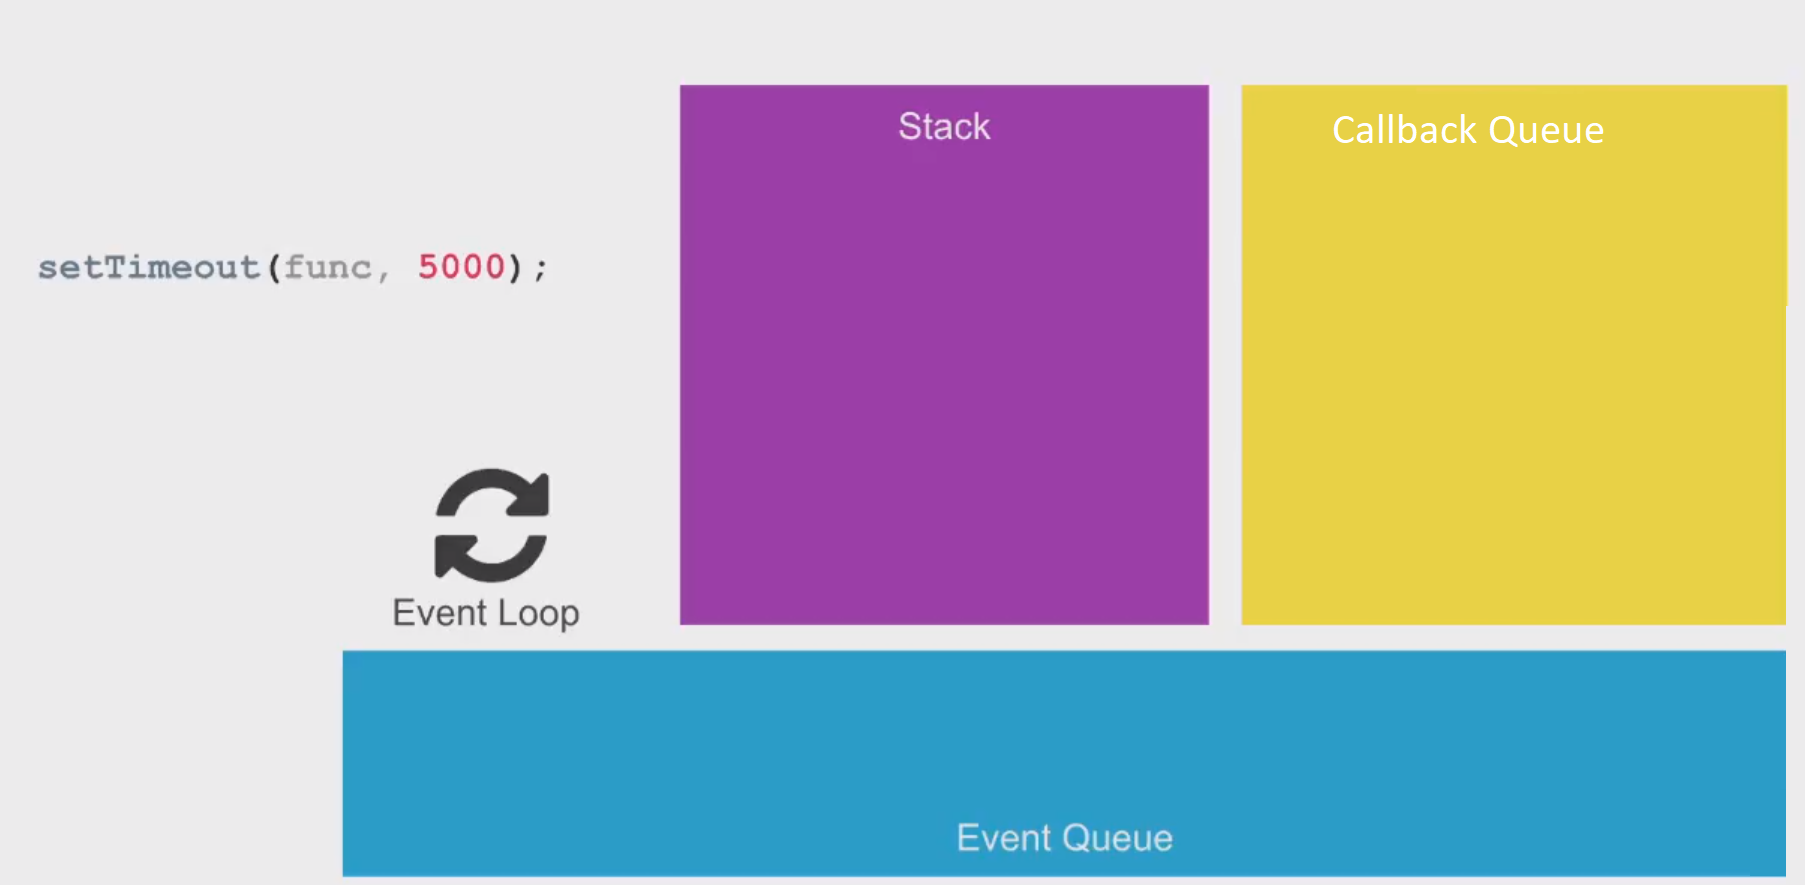 Stack
Callback Queue
setTimeout(func, 5000);
Event Loop
Event Queue